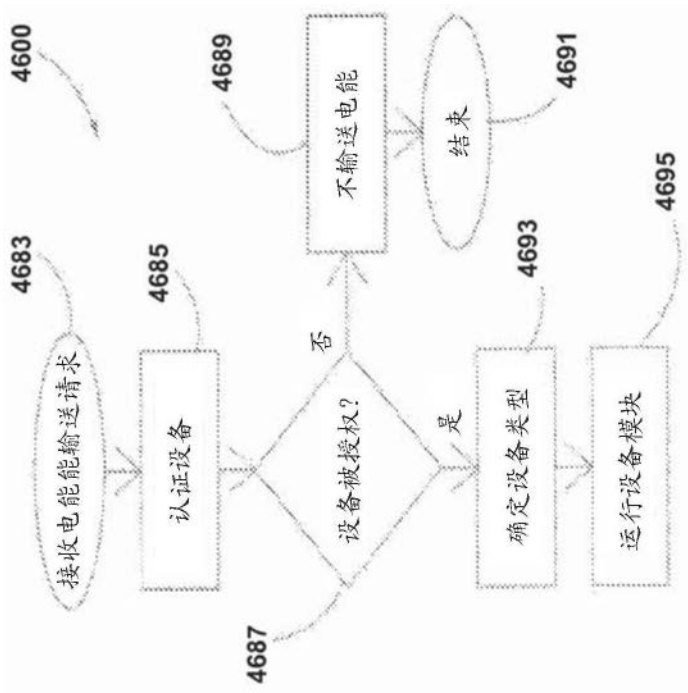 4600
4683
接收电能能输送请求
4685
认证设备
4687
设备被授权?
否
4689
不输送电能
4691
结束
是
4693
确定设备类型
4695
运行设备模块